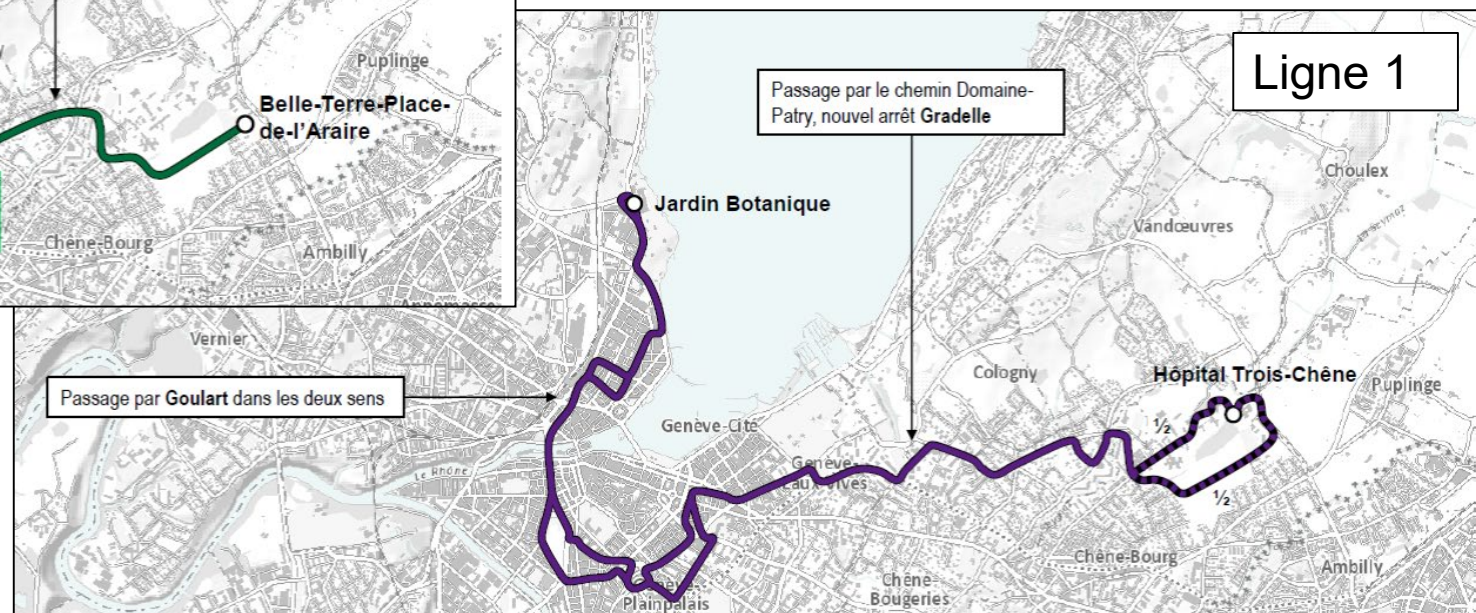 Puplinge
Belle-Terre-Place-
de-l'Araire
Chêne-Bourg
Ambilly
Annemasse
Ligne 1
Passage par le chemin Domaine-
Patry, nouvel arrêt Gradelle
Choulex
Jardin Botanique
Vandœuvres
Vernier
Passage par Goulart dans les deux sens
Cologny
Hôpital Trois-Chêne
Puplinge
Genève-Cité
½
Le Rhône
Genève-
Eaux-Vives
½
Chêne-Bourg
Ambilly
Chêne-
Bougeries
Genève-
Plainpalais